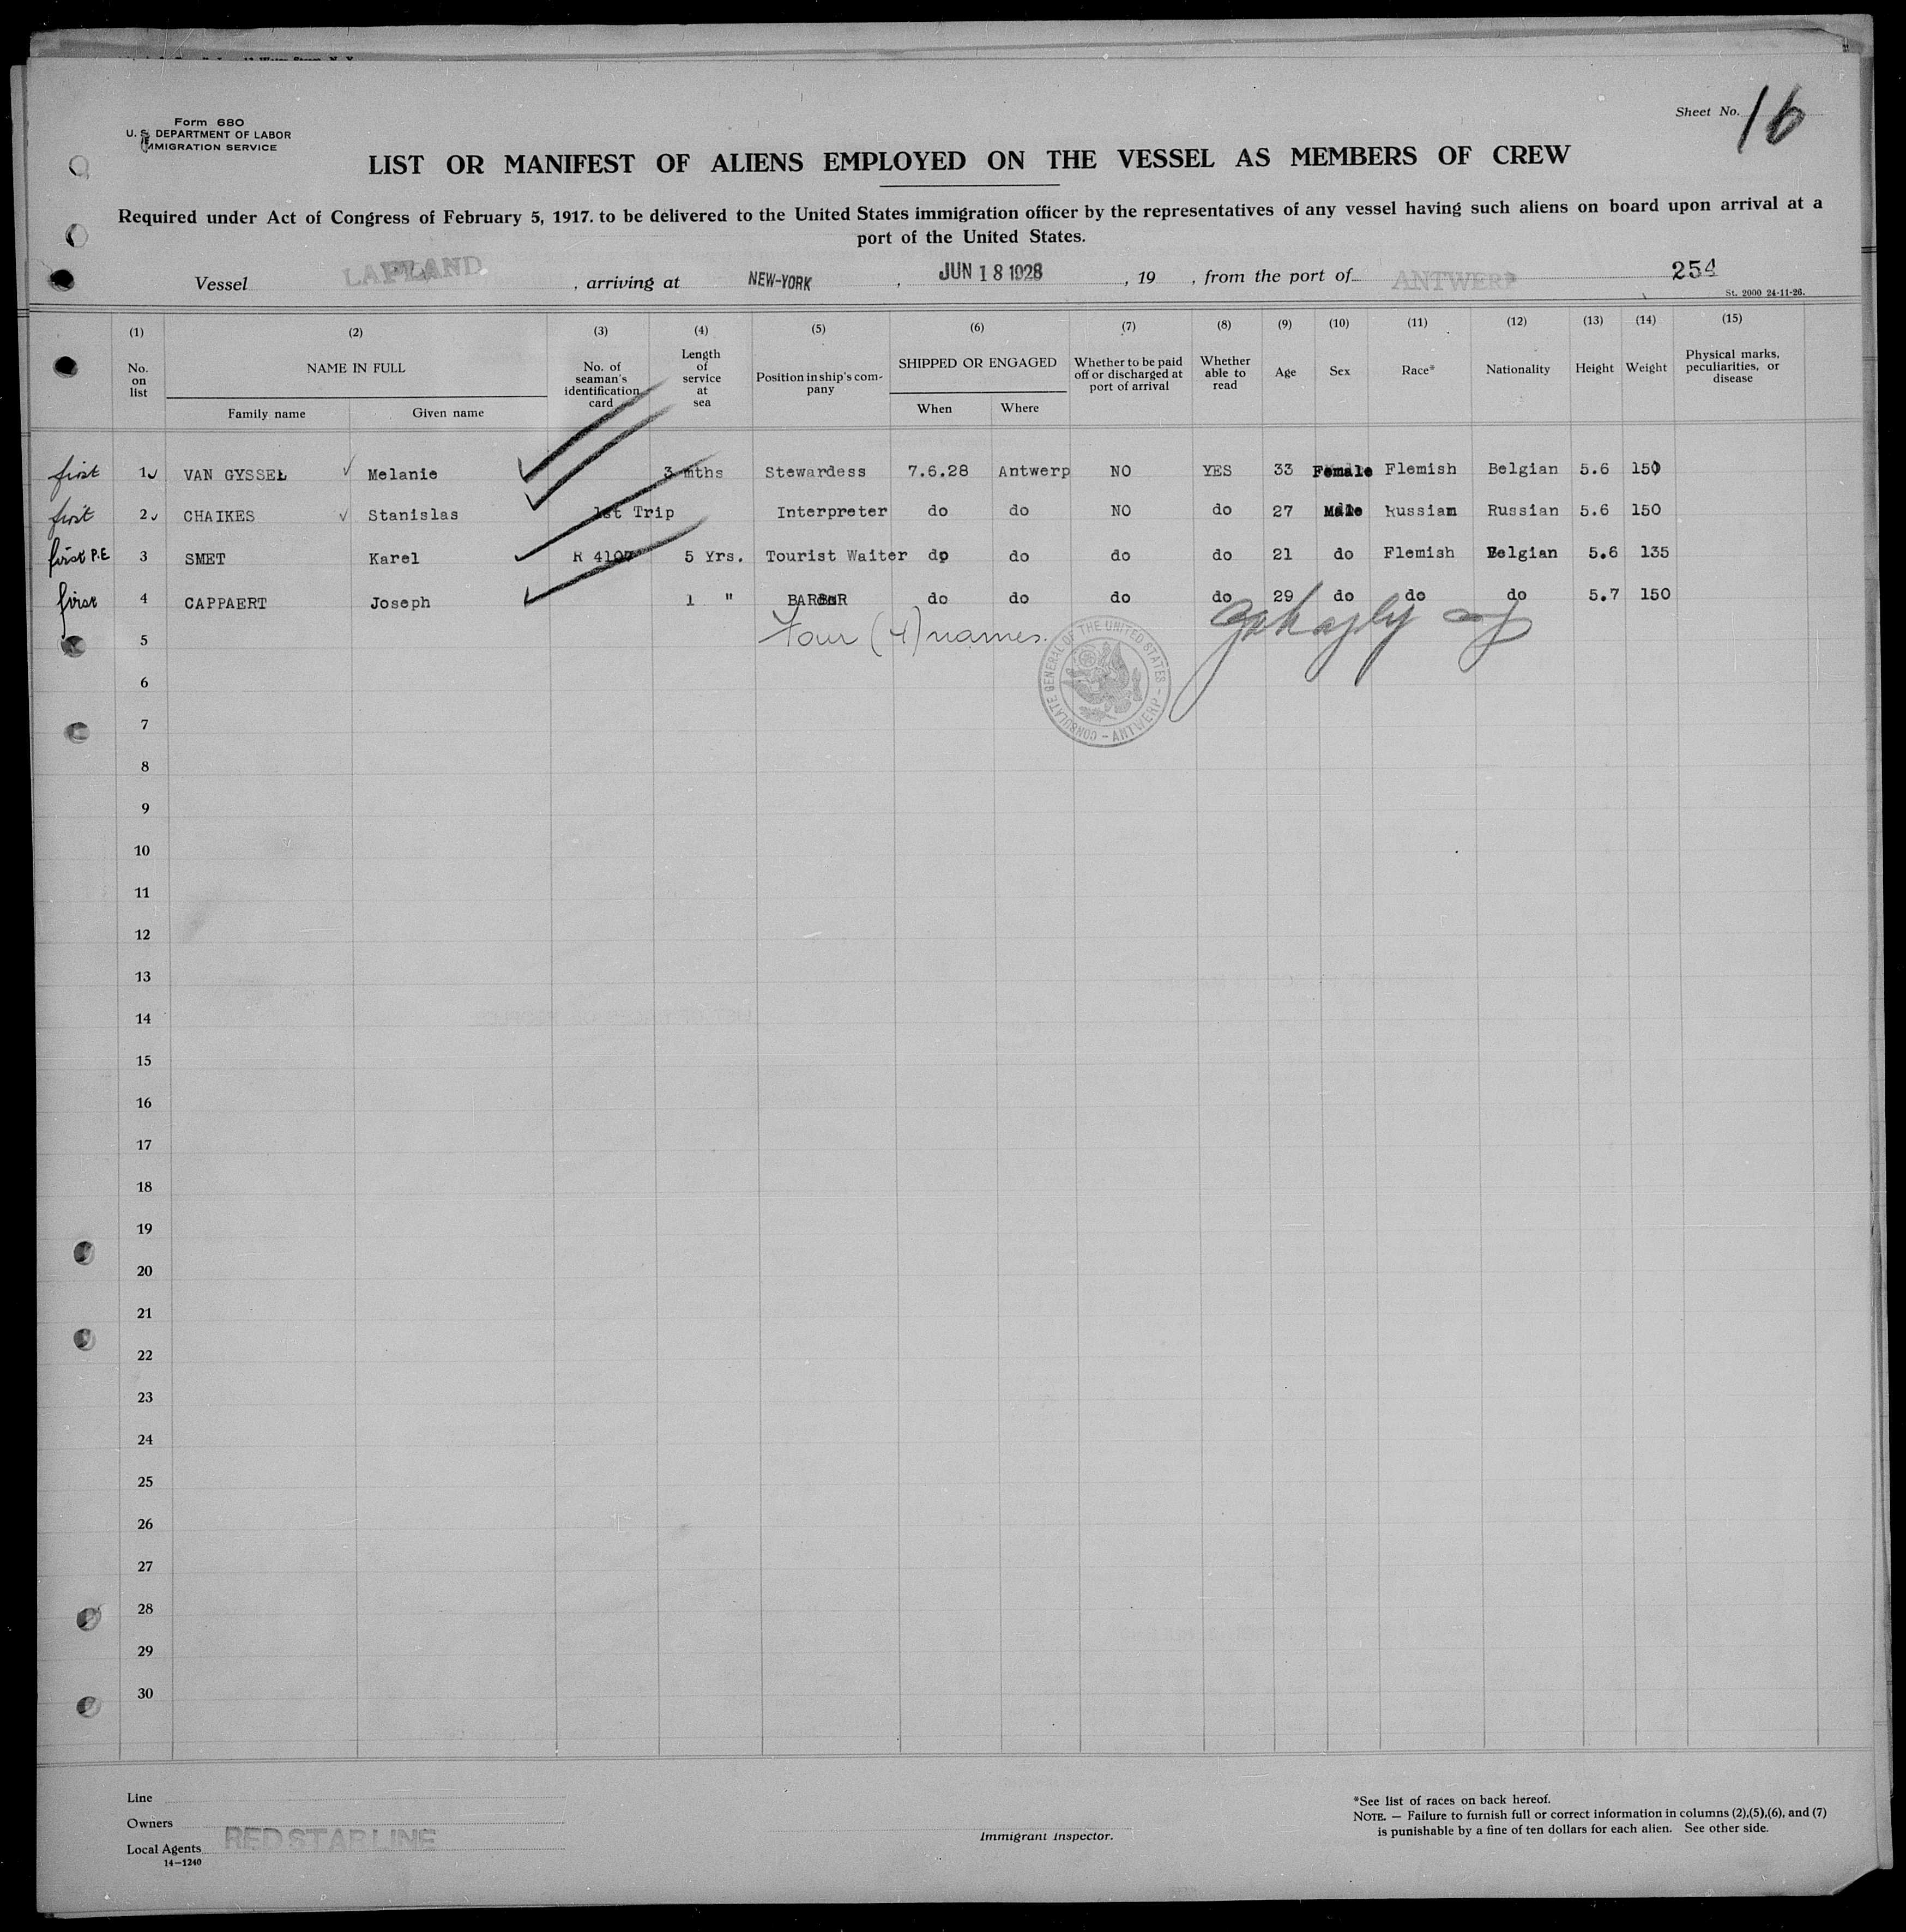 Form 680
U. S. DEPARTMENT OF LABOR
IMMIGRATION SERVICE
Sheet No. 16
LIST OR MANIFEST OF ALIENS EMPLOYED ON THE VESSEL AS MEMBERS OF CREW
Required under Act of Congress of February 5, 1917. to be delivered to the United States immigration officer by the representatives of any vessel having such aliens on board upon arrival at a
port of the United States.
Vessel LAPLAND , arriving at NEW-YORK , JUN 18 1928 , 19 , from the port of ANTWERP 254
St. 2000 24-11-26.
(1) (2) (3) (4) (5) (6) (7) (8) (9) (10) (11) (12) (13) (14) (15)
No. on list NAME IN FULL Family name Given name No. of seaman's identification card Length of service at sea Position in ship's company SHIPPED OR ENGAGED When Where Whether to be paid off or discharged at port of arrival Whether able to read Age Sex Race* Nationality Height Weight Physical marks, peculiarities, or disease
first 1 VAN GYSSEL Melanie 3 mths Stewardess 7.6.28 Antwerp NO YES 33 Female Flemish Belgian 5.6 150
first 2 CHAIKES Stanislas 1st Trip Interpreter do do NO do 27 Male Russian Russian 5.6 150
first P.E 3 SMET Karel R 4107 5 Yrs. Tourist Waiter do do do do 21 do Flemish Belgian 5.6 135
first 4 CAPPAERT Joseph 1 " BARBER do do do do 29 do do do 5.7 150
5 Four (4) names.
CONSULATE GENERAL OF THE UNITED STATES - ANTWERP -
6
7
8
9
10
11
12
13
14
15
16
17
18
19
20
21
22
23
24
25
26
27
28
29
30
Line
Owners
Local Agents RED STAR LINE
14—1240
Immigrant Inspector.
*See list of races on back hereof.
NOTE. — Failure to furnish full or correct information in columns (2),(5),(6), and (7)
is punishable by a fine of ten dollars for each alien. See other side.